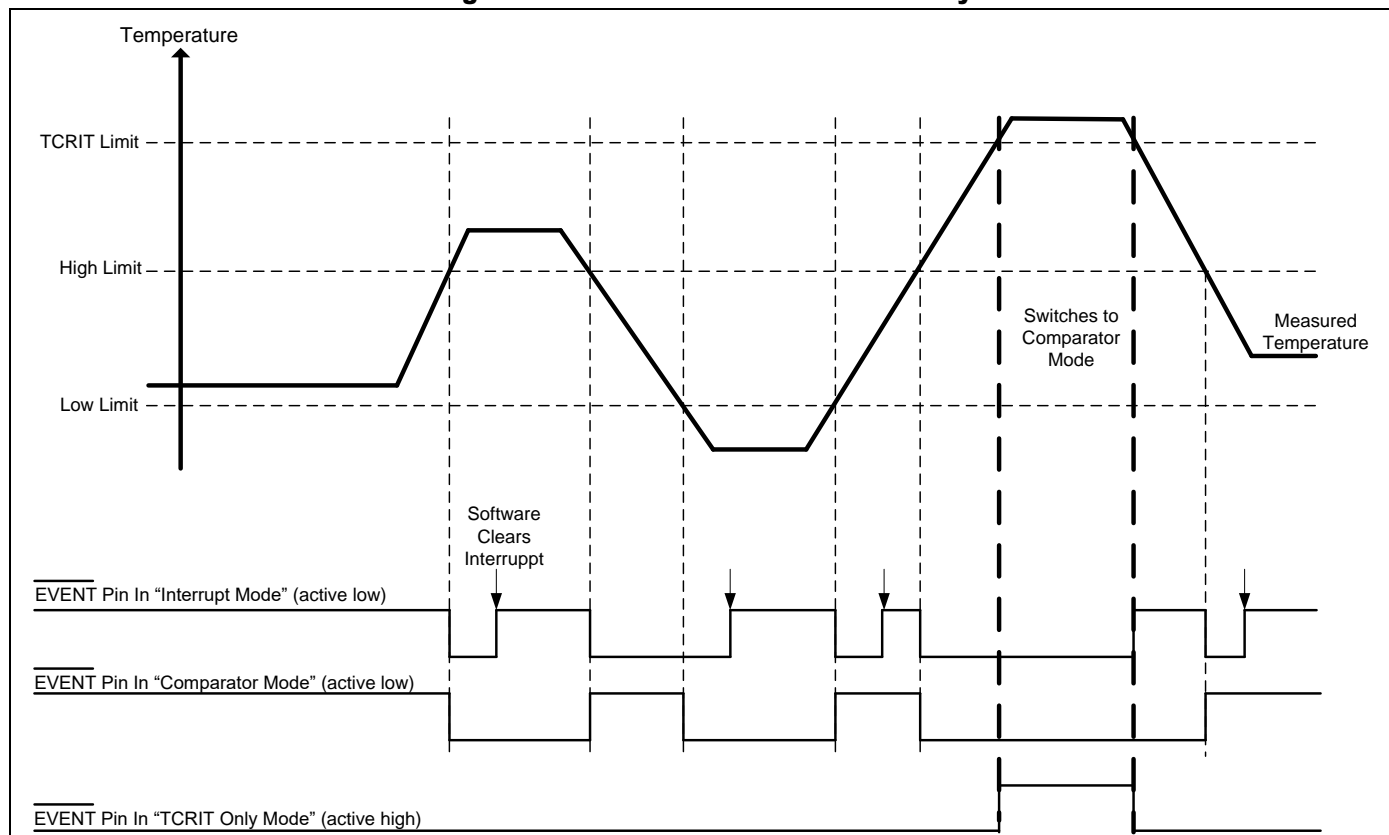 Temperature
TCRIT Limit
High Limit
Switches to
Comparator
Mode
Measured
Temperature
Low Limit
Software
Clears
Interruppt
EVENT Pin In “Interrupt Mode” (active low)
EVENT Pin In “Comparator Mode” (active low)
EVENT Pin In “TCRIT Only Mode” (active high)